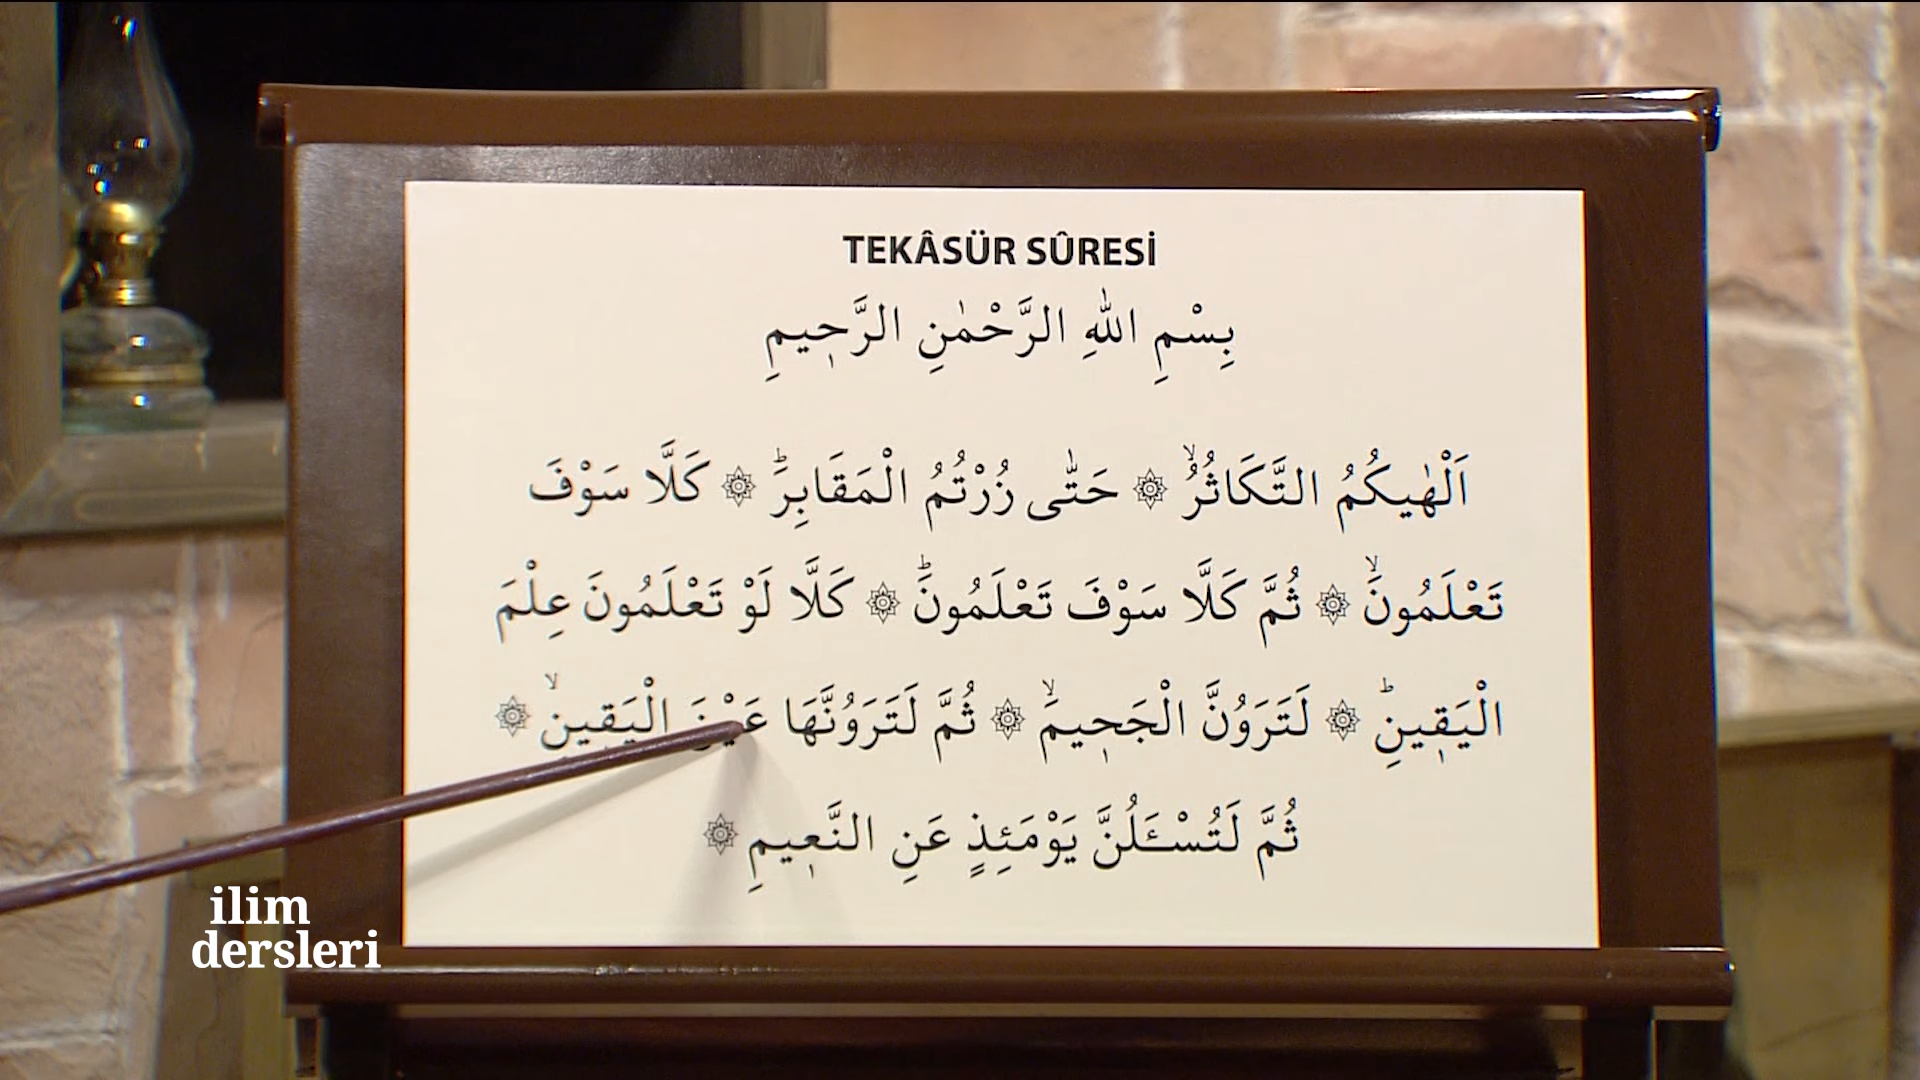 TEKÂSÜR SÛRESİ
بِسْمِ اللّٰهِ الرَّحْمٰنِ الرَّحٖيمِ
اَلْهٰيكُمُ التَّكَاثُرُۙ ۞ حَتّٰى زُرْتُمُ الْمَقَابِرَؕ ۞ كَلَّا سَوْفَ
تَعْلَمُونَۙ ۞ ثُمَّ كَلَّا سَوْفَ تَعْلَمُونَؕ ۞ كَلَّا لَوْ تَعْلَمُونَ عِلْمَ
الْيَقٖينِؕ ۞ لَتَرَوُنَّ الْجَحٖيمَۙ ۞ ثُمَّ لَتَرَوُنَّهَا عَيْنَ الْيَقٖينِۙ ۞
ثُمَّ لَتُسْـَٔلُنَّ يَوْمَئِذٍ عَنِ النَّعٖيمِ ۞
ilim
dersleri